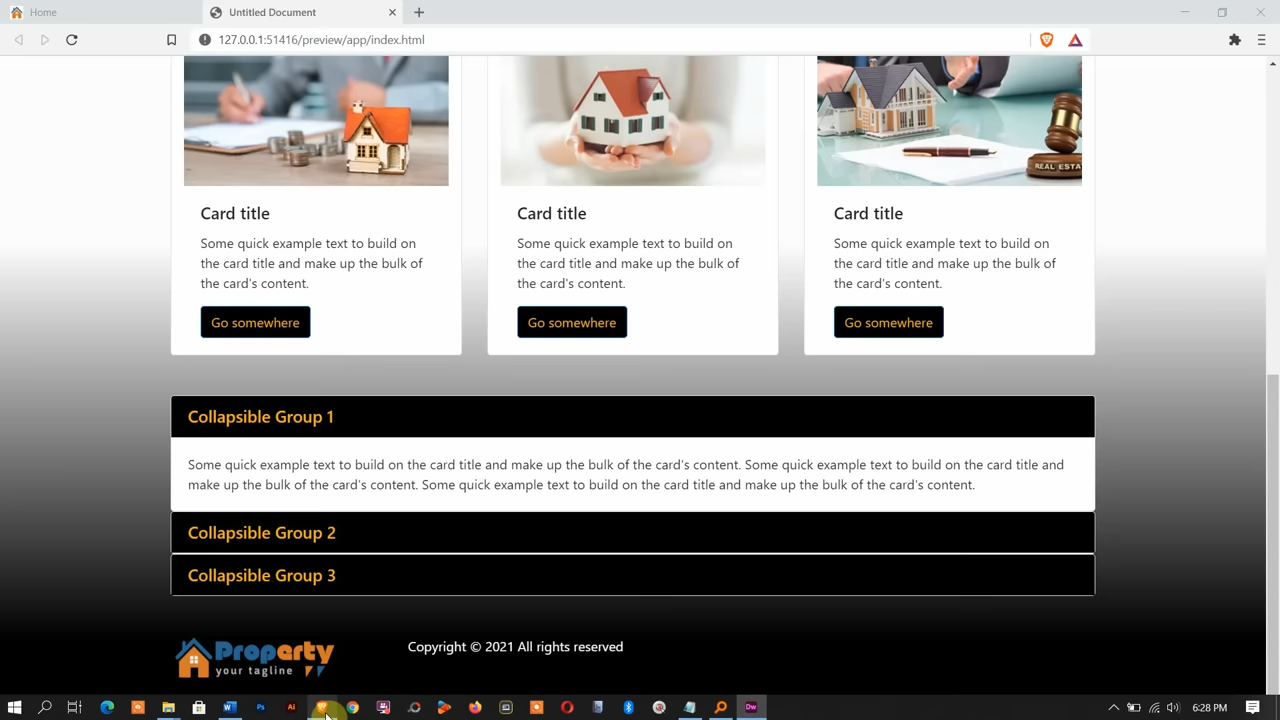 Home
Untitled Document
127.0.0.1:51416/preview/app/index.html
REAL ESTA
Card title
Some quick example text to build on
the card title and make up the bulk of
the card's content.
Go somewhere
Card title
Some quick example text to build on
the card title and make up the bulk of
the card's content.
Go somewhere
Card title
Some quick example text to build on
the card title and make up the bulk of
the card's content.
Go somewhere
Collapsible Group 1
Some quick example text to build on the card title and make up the bulk of the card's content. Some quick example text to build on the card title and
make up the bulk of the card's content. Some quick example text to build on the card title and make up the bulk of the card's content.
Collapsible Group 2
Collapsible Group 3
Property
your tagline
Copyright © 2021 All rights reserved
Ps
Ai
Dw
6:28 PM